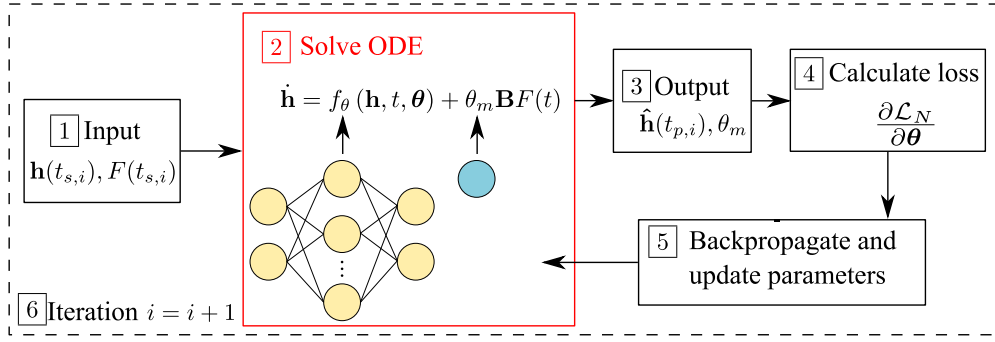 1 Input
𝐡(t_{s,i}), F(t_{s,i})
2 Solve ODE
𝐡̇ = f_θ (𝐡, t, 𝜽) + θ_m 𝐁F(t)
⋮
3 Output
𝐡̂(t_{p,i}), θ_m
4 Calculate loss
∂ℒ_N / ∂𝜽
5 Backpropagate and
update parameters
6 Iteration i = i + 1